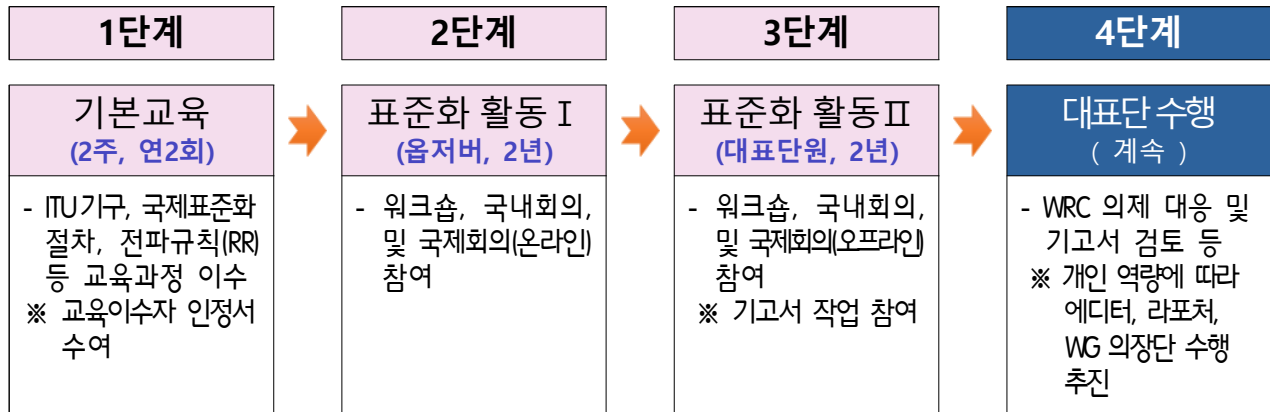 1단계
기본교육
(2주, 연2회)
- ITU기구, 국제표준화
절차, 전파규칙(RR)
등 교육과정 이수
※ 교육이수자 인정서
수여
2단계
표준화 활동 Ⅰ
(옵저버, 2년)
- 워크숍, 국내회의,
및 국제회의(온라인)
참여
3단계
표준화 활동Ⅱ
(대표단원, 2년)
- 워크숍, 국내회의,
및 국제회의(오프라인)
참여
※ 기고서 작업 참여
4단계
대표단 수행
( 계속 )
- WRC 의제 대응 및
기고서 검토 등
※ 개인 역량에 따라
에디터, 라포처,
WG 의장단 수행
추진